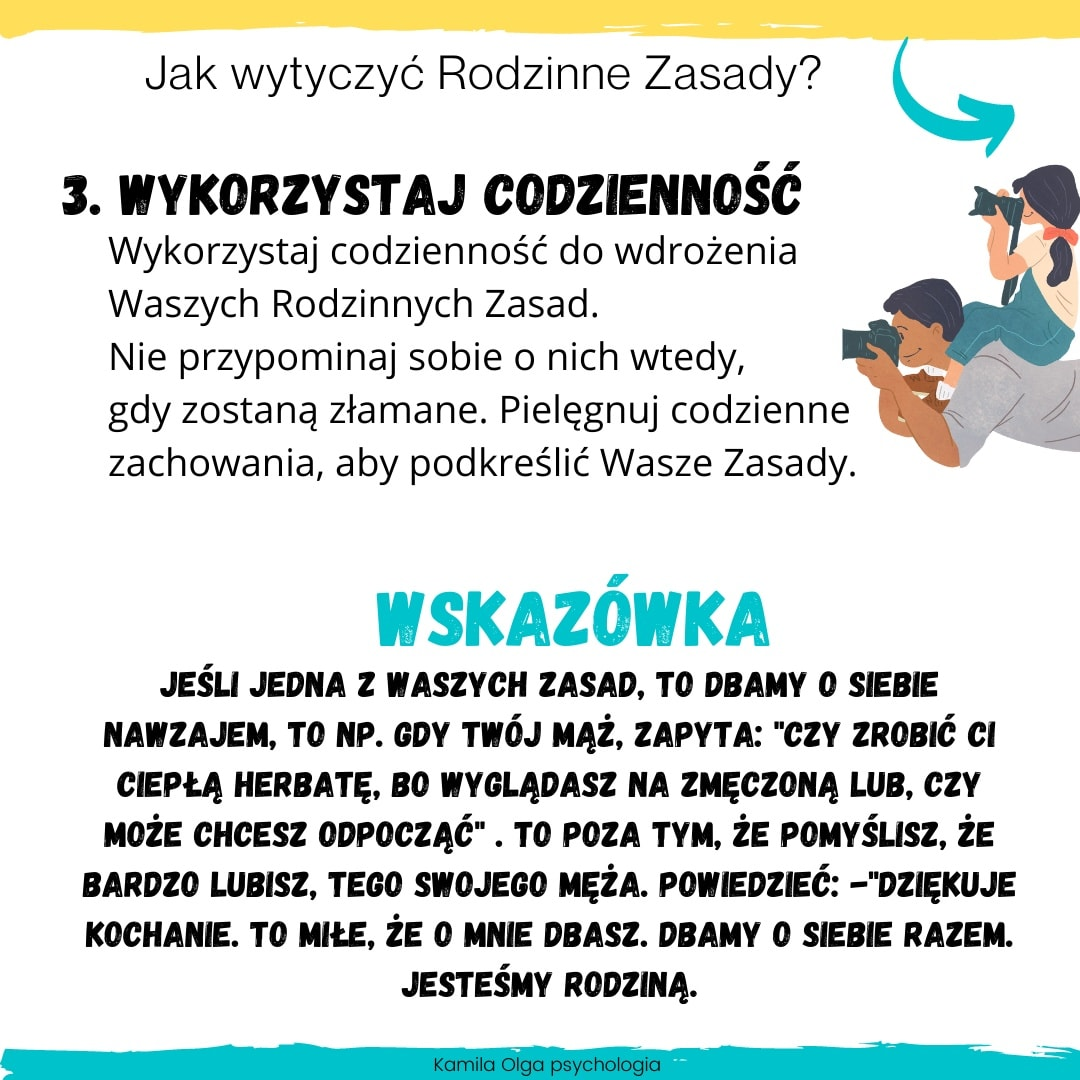 Jak wytyczyć Rodzinne Zasady?
3. WYKORZYSTAJ CODZIENNOŚĆ
Wykorzystaj codzienność do wdrożenia
Waszych Rodzinnych Zasad.
Nie przypominaj sobie o nich wtedy,
gdy zostaną złamane. Pielęgnuj codzienne
zachowania, aby podkreślić Wasze Zasady.
WSKAZÓWKA
JEŚLI JEDNA Z WASZYCH ZASAD, TO DBAMY O SIEBIE
NAWZAJEM, TO NP. GDY TWÓJ MĄŻ, ZAPYTA: "CZY ZROBIĆ CI
CIEPŁĄ HERBATĘ, BO WYGLĄDASZ NA ZMĘCZONĄ LUB, CZY
MOŻE CHCESZ ODPOCZĄĆ" . TO POZA TYM, ŻE POMYŚLISZ, ŻE
BARDZO LUBISZ, TEGO SWOJEGO MĘŻA. POWIEDZIEĆ: -"DZIĘKUJE
KOCHANIE. TO MIŁE, ŻE O MNIE DBASZ. DBAMY O SIEBIE RAZEM.
JESTEŚMY RODZINĄ.
Kamila Olga psychologia